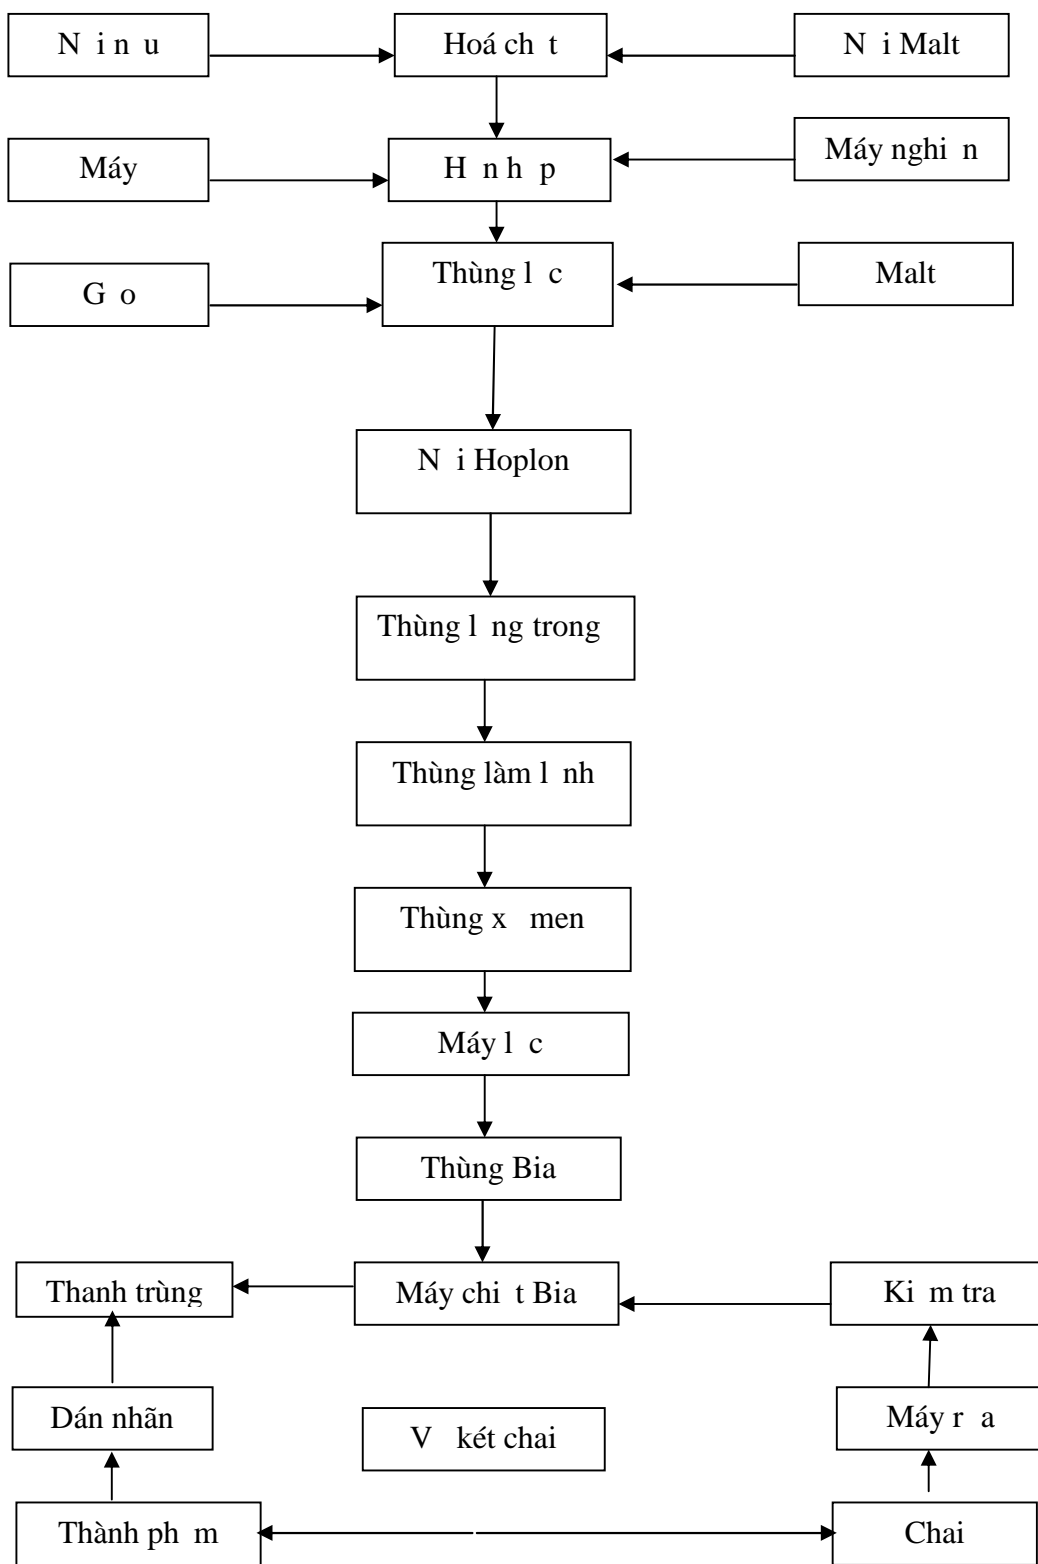 N i n u
Hoá ch t
N i Malt
Máy
H n h p
Máy nghi n
G o
Thùng l c
Malt
N i Hoplon
Thùng l ng trong
Thùng làm l nh
Thùng x men
Máy l c
Thùng Bia
Thanh trùng
Máy chi t Bia
Ki m tra
Dán nhãn
V két chai
Máy r a
Thành ph m
Chai